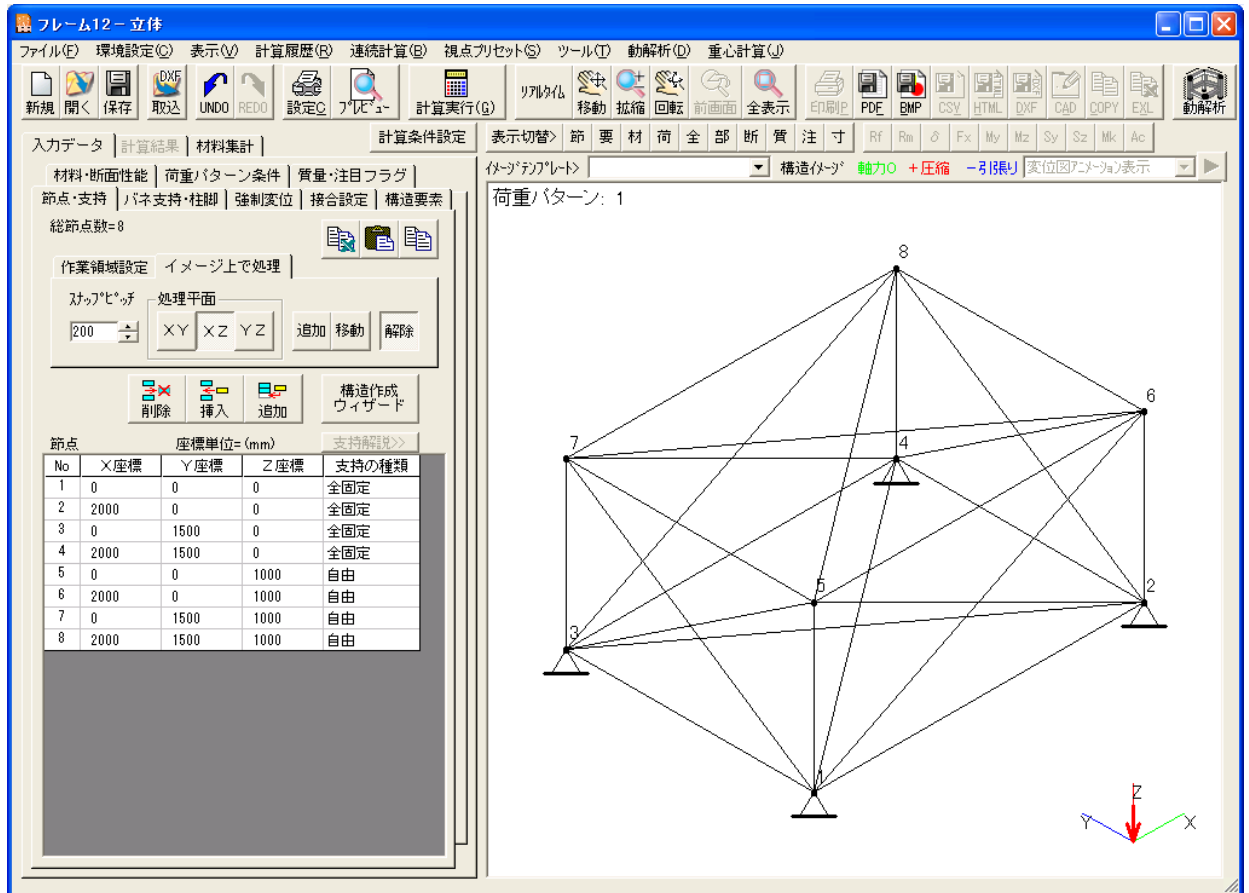 フレーム12－立体
ファイル(F) 環境設定(C) 表示(V) 計算履歴(R) 連続計算(B) 視点プリセット(S) ツール(T) 動解析(D) 重心計算(J)
新規 開く 保存 DXF 取込 UNDO REDO 設定C プレビュー 計算実行(G) リアルタイム 移動 拡縮 回転 前画面 全表示 印刷P PDF BMP CSV HTML DXF CAD COPY EXL 動解析
入力データ 計算結果 材料集計 計算条件設定 表示切替> 節 要 材 荷 全 部 断 質 注 寸 Rf Rm δ Fx My Mz Sy Sz Mk Ac
イメージテンプレート> 構造イメージ 軸力0 +圧縮 -引張り 変位図アニメーション表示
材料・断面性能 荷重パターン条件 質量・注目フラグ
節点・支持 バネ支持・柱脚 強制変位 接合設定 構造要素
総節点数=8
作業領域設定 イメージ上で処理
スナップピッチ 処理平面
200 XY XZ YZ 追加 移動 解除
削除 挿入 追加 構造作成
ウィザード
節点 座標単位=(mm) 支持解説>>
No X座標 Y座標 Z座標 支持の種類
1 0 0 0 全固定
2 2000 0 0 全固定
3 0 1500 0 全固定
4 2000 1500 0 全固定
5 0 0 1000 自由
6 2000 0 1000 自由
7 0 1500 1000 自由
8 2000 1500 1000 自由
荷重パターン: 1
8
6
7
4
5
2
3
1
Z
Y
X